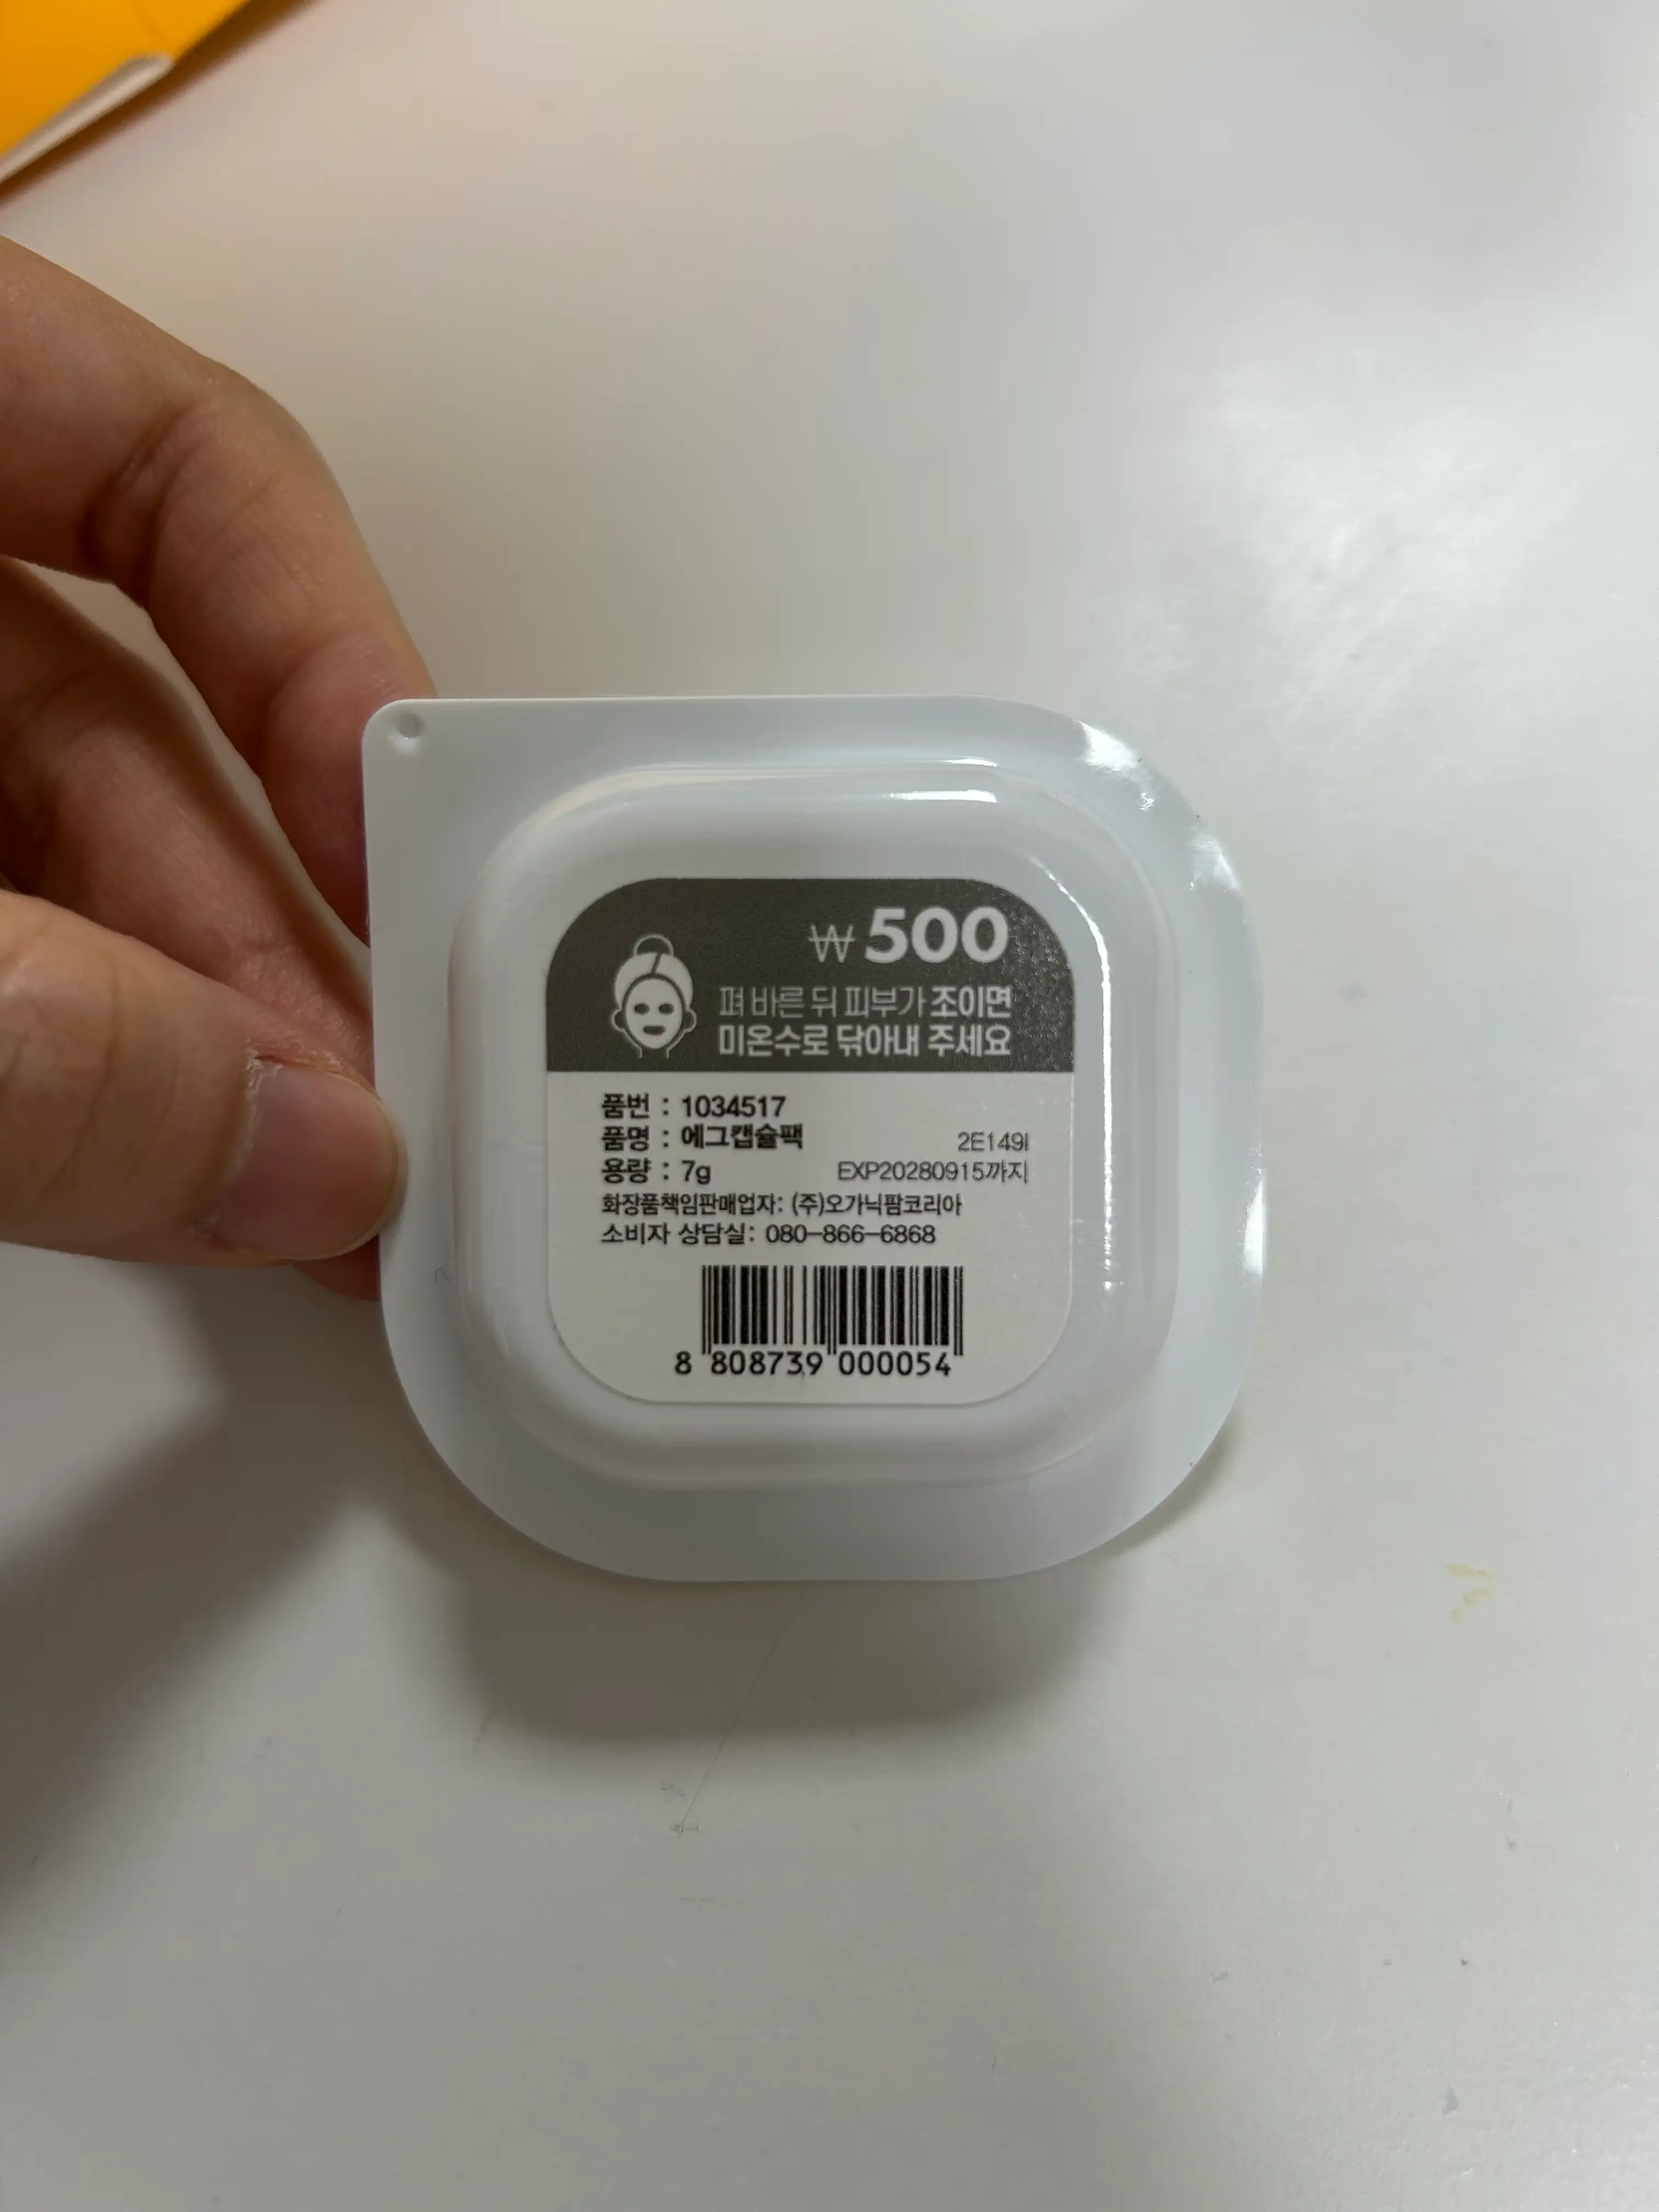 ₩500
펴 바른 뒤 피부가 조이면
미온수로 닦아내 주세요
품번 : 1034517
품명 : 에그캡슐팩
2E149I
용량 : 7g
EXP20280915까지
화장품책임판매업자: (주)오가닉팜코리아
소비자 상담실: 080-866-6868
8 808739 000054